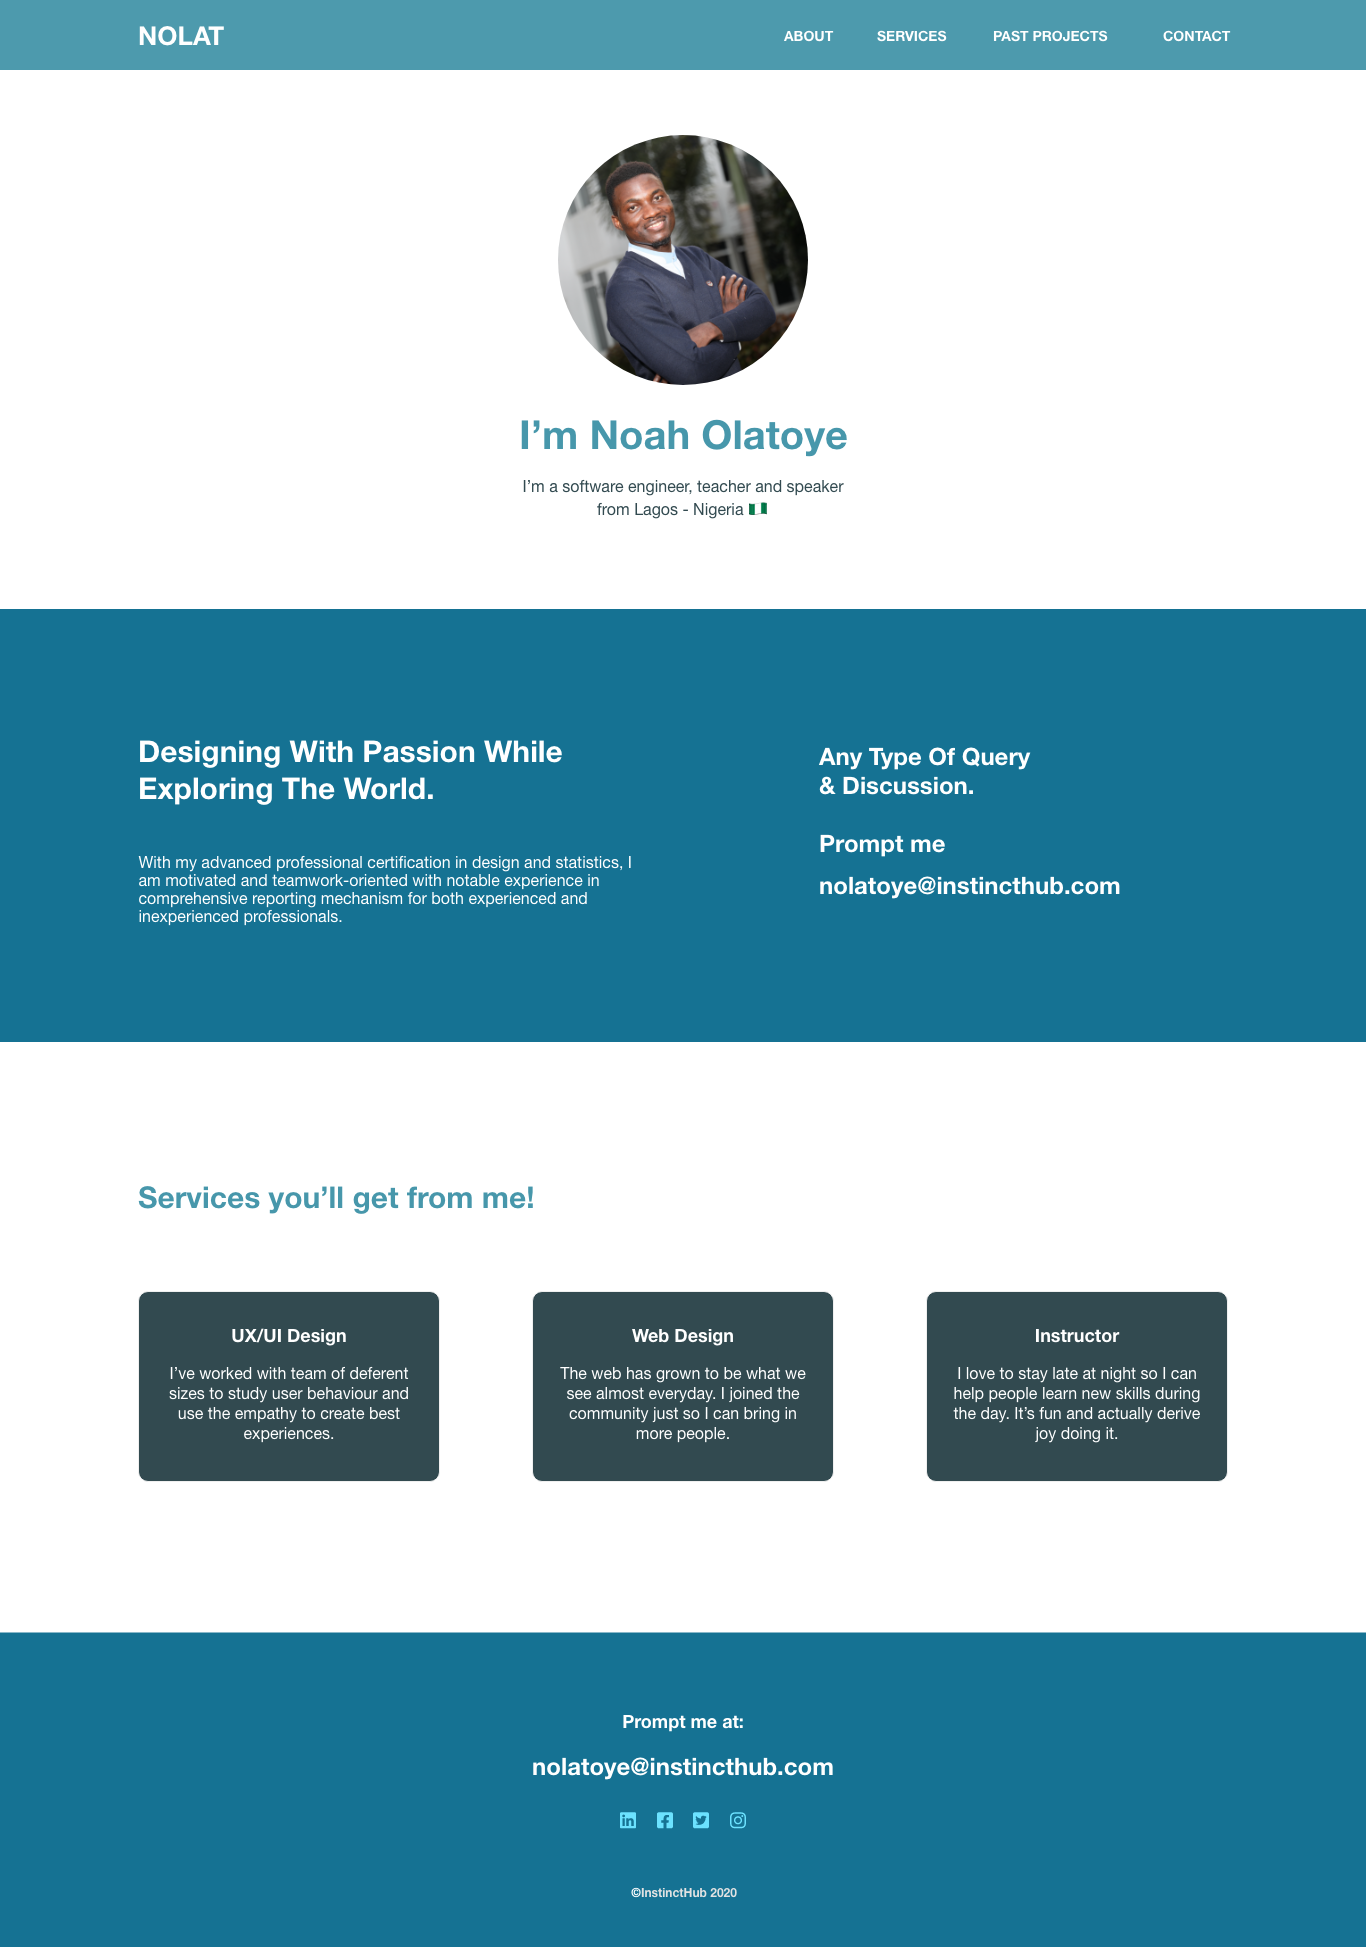 NOLAT
ABOUT SERVICES PAST PROJECTS CONTACT
I’m Noah Olatoye
I’m a software engineer, teacher and speaker
from Lagos - Nigeria 🇳🇬
Designing With Passion While
Exploring The World.
With my advanced professional certification in design and statistics, I
am motivated and teamwork-oriented with notable experience in
comprehensive reporting mechanism for both experienced and
inexperienced professionals.
Any Type Of Query
& Discussion.
Prompt me
nolatoye@instincthub.com
Services you’ll get from me!
UX/UI Design
I’ve worked with team of deferent
sizes to study user behaviour and
use the empathy to create best
experiences.
Web Design
The web has grown to be what we
see almost everyday. I joined the
community just so I can bring in
more people.
Instructor
I love to stay late at night so I can
help people learn new skills during
the day. It’s fun and actually derive
joy doing it.
Prompt me at:
nolatoye@instincthub.com
©InstinctHub 2020